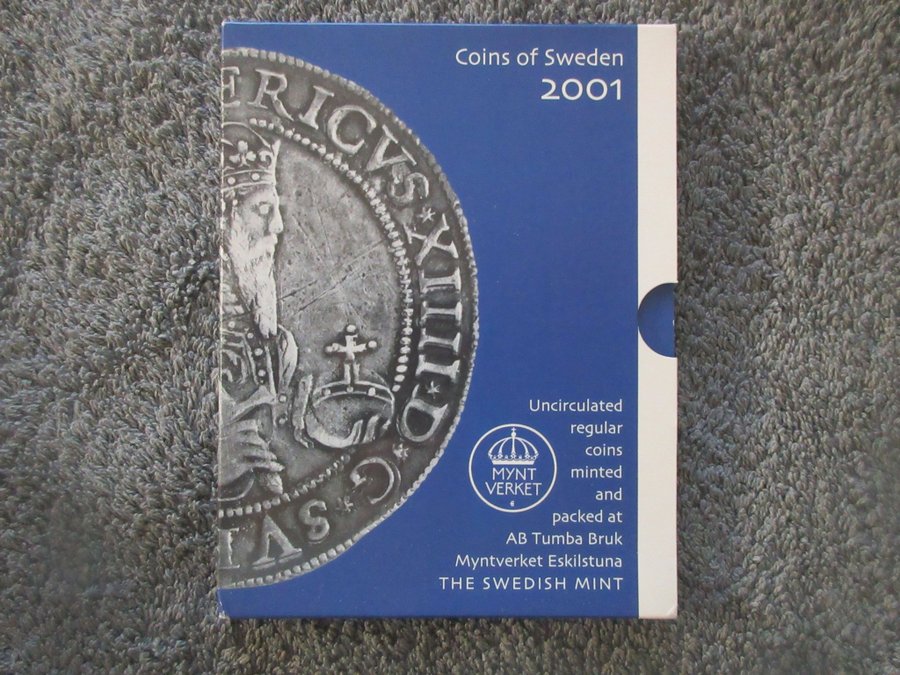 Coins of Sweden
2001
ERICVS * XIIII * D * G * SVE
Uncirculated
regular
coins
minted
and
packed at
AB Tumba Bruk
Myntverket Eskilstuna
THE SWEDISH MINT
MYNT
VERKET